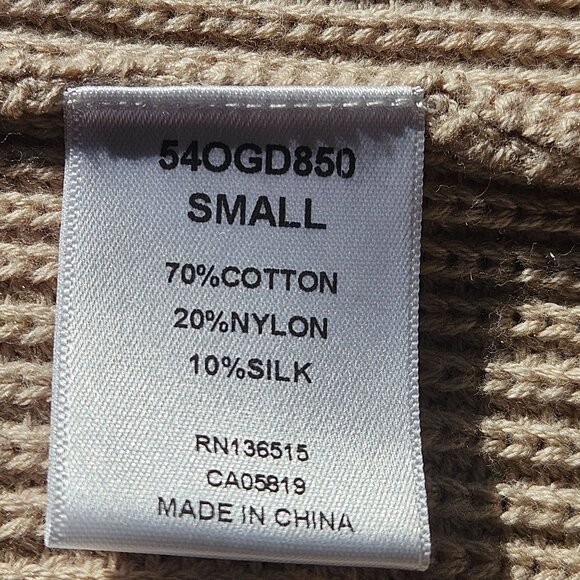 54OGD850
SMALL
70%COTTON
20%NYLON
10%SILK
RN136515
CA05819
MADE IN CHINA